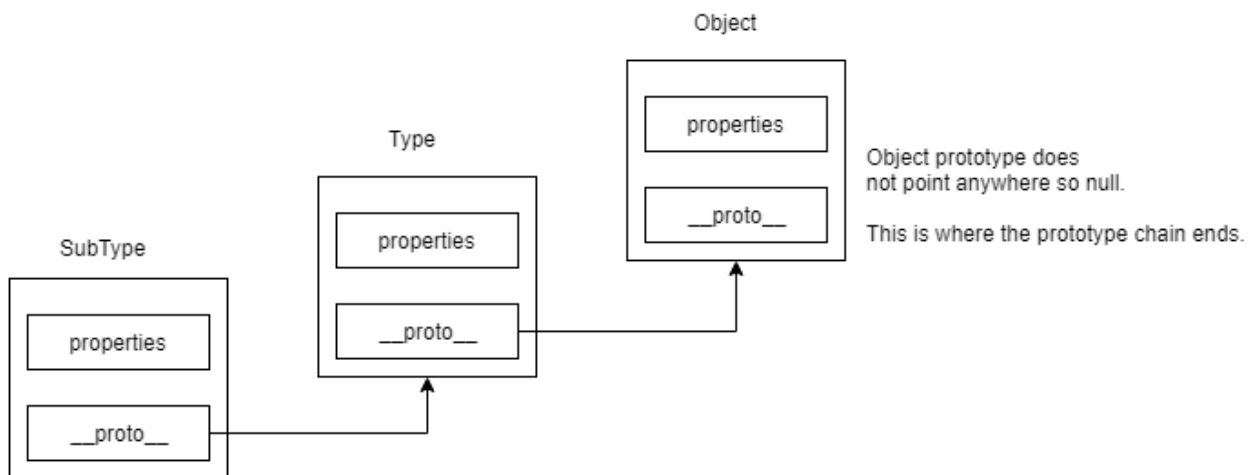 Object
properties
__proto__
Object prototype does
not point anywhere so null.
This is where the prototype chain ends.
Type
properties
__proto__
SubType
properties
__proto__